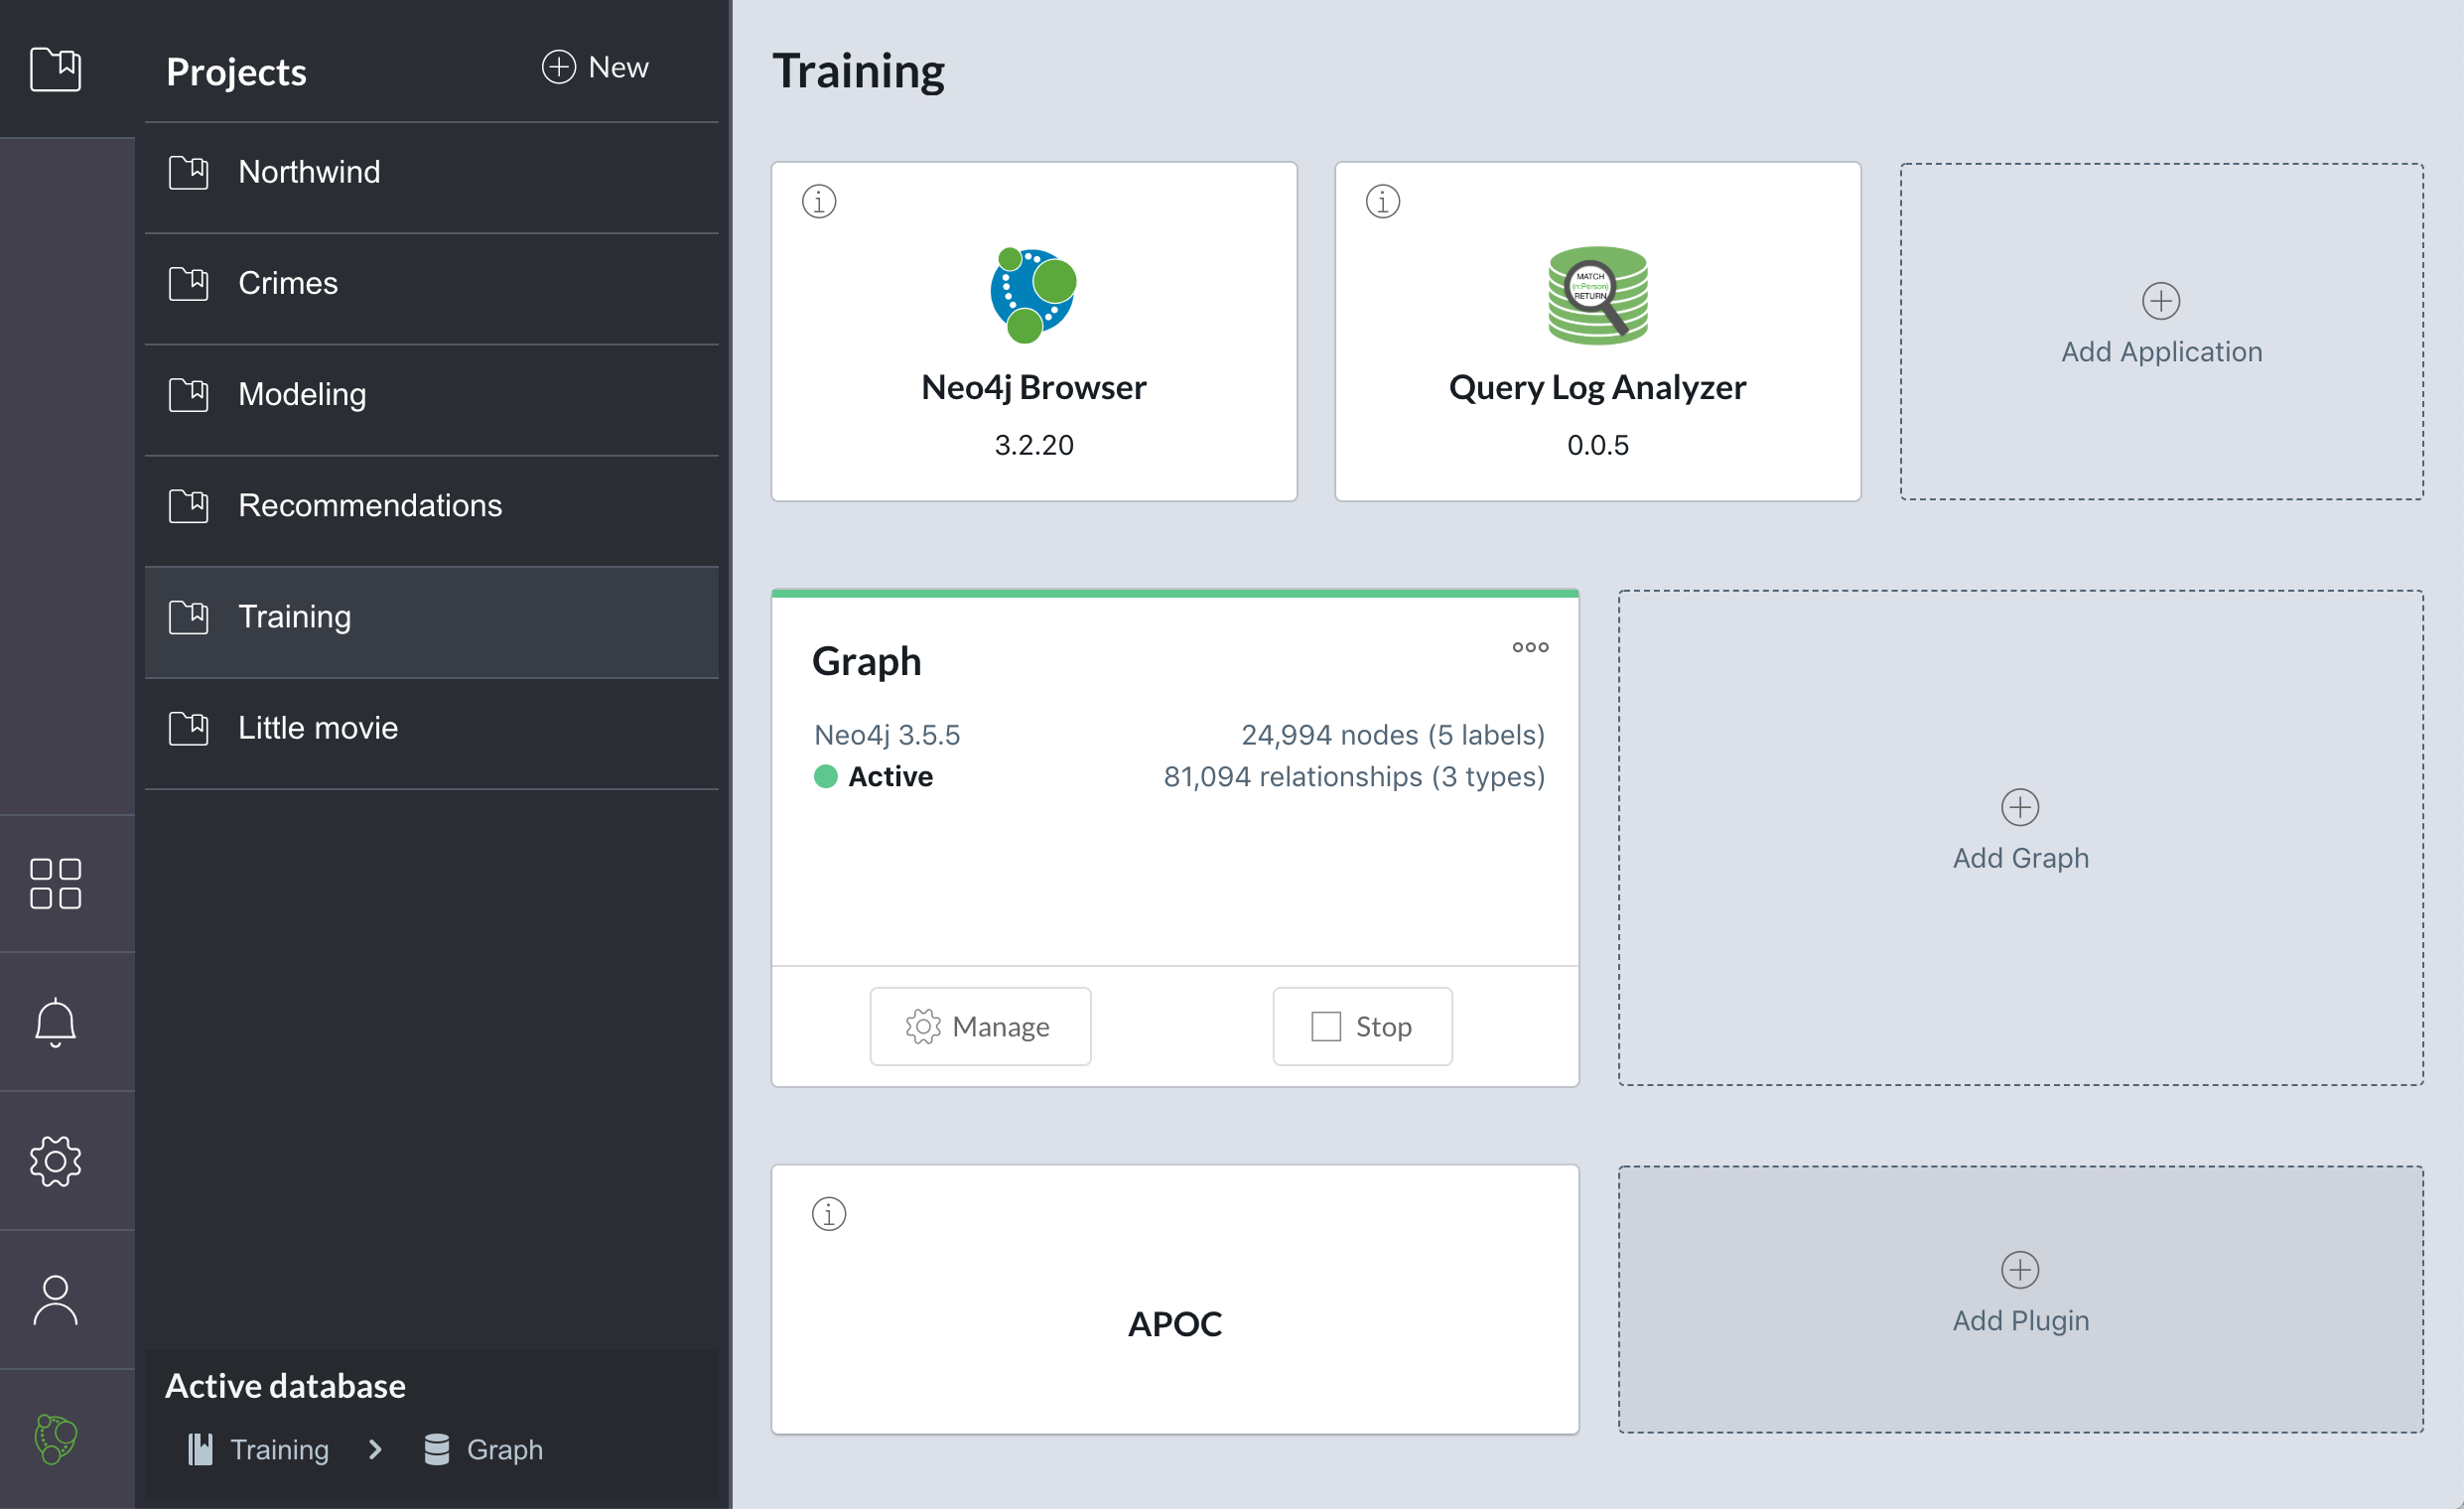 Projects
New
Northwind
Crimes
Modeling
Recommendations
Training
Little movie
Active database
Training
Graph
Training
Neo4j Browser
3.2.20
MATCH
(n:Person)
RETURN
Query Log Analyzer
0.0.5
Add Application
Graph
Neo4j 3.5.5
24,994 nodes (5 labels)
Active
81,094 relationships (3 types)
Manage
Stop
Add Graph
APOC
Add Plugin